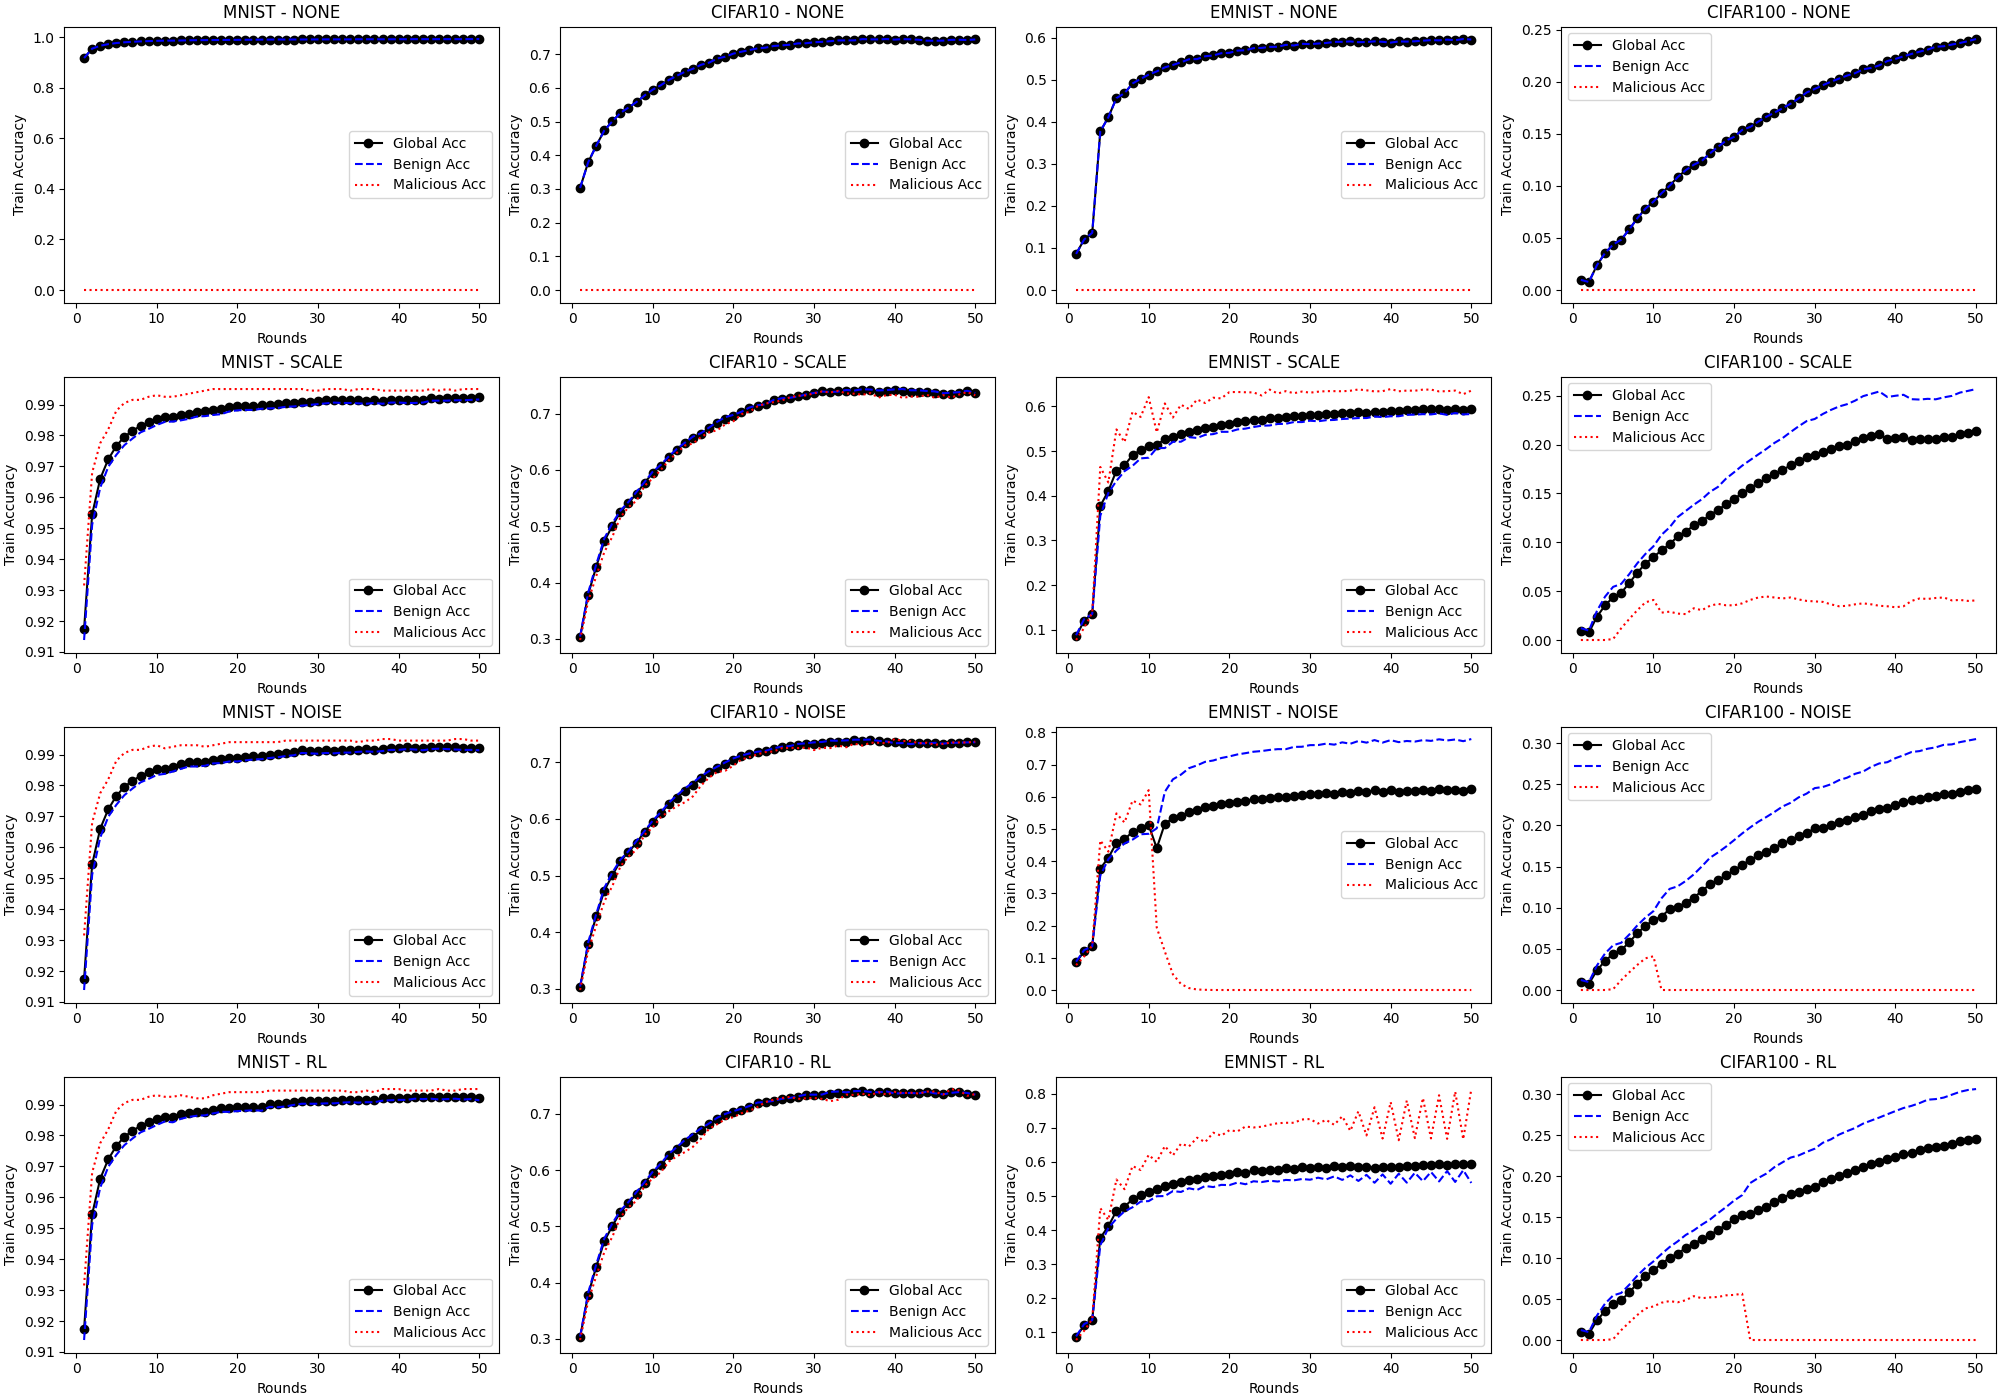 MNIST - NONE
Train Accuracy
1.0
0.8
0.6
0.4
0.2
0.0
Global Acc
Benign Acc
Malicious Acc
0 10 20 30 40 50
Rounds
CIFAR10 - NONE
Train Accuracy
0.7
0.6
0.5
0.4
0.3
0.2
0.1
0.0
Global Acc
Benign Acc
Malicious Acc
0 10 20 30 40 50
Rounds
EMNIST - NONE
Train Accuracy
0.6
0.5
0.4
0.3
0.2
0.1
0.0
Global Acc
Benign Acc
Malicious Acc
0 10 20 30 40 50
Rounds
CIFAR100 - NONE
Train Accuracy
0.25
0.20
0.15
0.10
0.05
0.00
Global Acc
Benign Acc
Malicious Acc
0 10 20 30 40 50
Rounds
MNIST - SCALE
Train Accuracy
0.99
0.98
0.97
0.96
0.95
0.94
0.93
0.92
0.91
Global Acc
Benign Acc
Malicious Acc
0 10 20 30 40 50
Rounds
CIFAR10 - SCALE
Train Accuracy
0.7
0.6
0.5
0.4
0.3
Global Acc
Benign Acc
Malicious Acc
0 10 20 30 40 50
Rounds
EMNIST - SCALE
Train Accuracy
0.6
0.5
0.4
0.3
0.2
0.1
Global Acc
Benign Acc
Malicious Acc
0 10 20 30 40 50
Rounds
CIFAR100 - SCALE
Train Accuracy
0.25
0.20
0.15
0.10
0.05
0.00
Global Acc
Benign Acc
Malicious Acc
0 10 20 30 40 50
Rounds
MNIST - NOISE
Train Accuracy
0.99
0.98
0.97
0.96
0.95
0.94
0.93
0.92
0.91
Global Acc
Benign Acc
Malicious Acc
0 10 20 30 40 50
Rounds
CIFAR10 - NOISE
Train Accuracy
0.7
0.6
0.5
0.4
0.3
Global Acc
Benign Acc
Malicious Acc
0 10 20 30 40 50
Rounds
EMNIST - NOISE
Train Accuracy
0.8
0.7
0.6
0.5
0.4
0.3
0.2
0.1
0.0
Global Acc
Benign Acc
Malicious Acc
0 10 20 30 40 50
Rounds
CIFAR100 - NOISE
Train Accuracy
0.30
0.25
0.20
0.15
0.10
0.05
0.00
Global Acc
Benign Acc
Malicious Acc
0 10 20 30 40 50
Rounds
MNIST - RL
Train Accuracy
0.99
0.98
0.97
0.96
0.95
0.94
0.93
0.92
0.91
Global Acc
Benign Acc
Malicious Acc
0 10 20 30 40 50
Rounds
CIFAR10 - RL
Train Accuracy
0.7
0.6
0.5
0.4
0.3
Global Acc
Benign Acc
Malicious Acc
0 10 20 30 40 50
Rounds
EMNIST - RL
Train Accuracy
0.8
0.7
0.6
0.5
0.4
0.3
0.2
0.1
Global Acc
Benign Acc
Malicious Acc
0 10 20 30 40 50
Rounds
CIFAR100 - RL
Train Accuracy
0.30
0.25
0.20
0.15
0.10
0.05
0.00
Global Acc
Benign Acc
Malicious Acc
0 10 20 30 40 50
Rounds